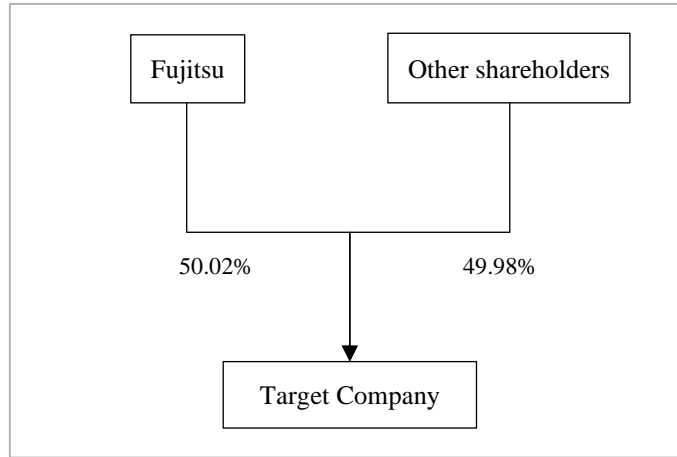 Fujitsu
Other shareholders
50.02%
49.98%
Target Company